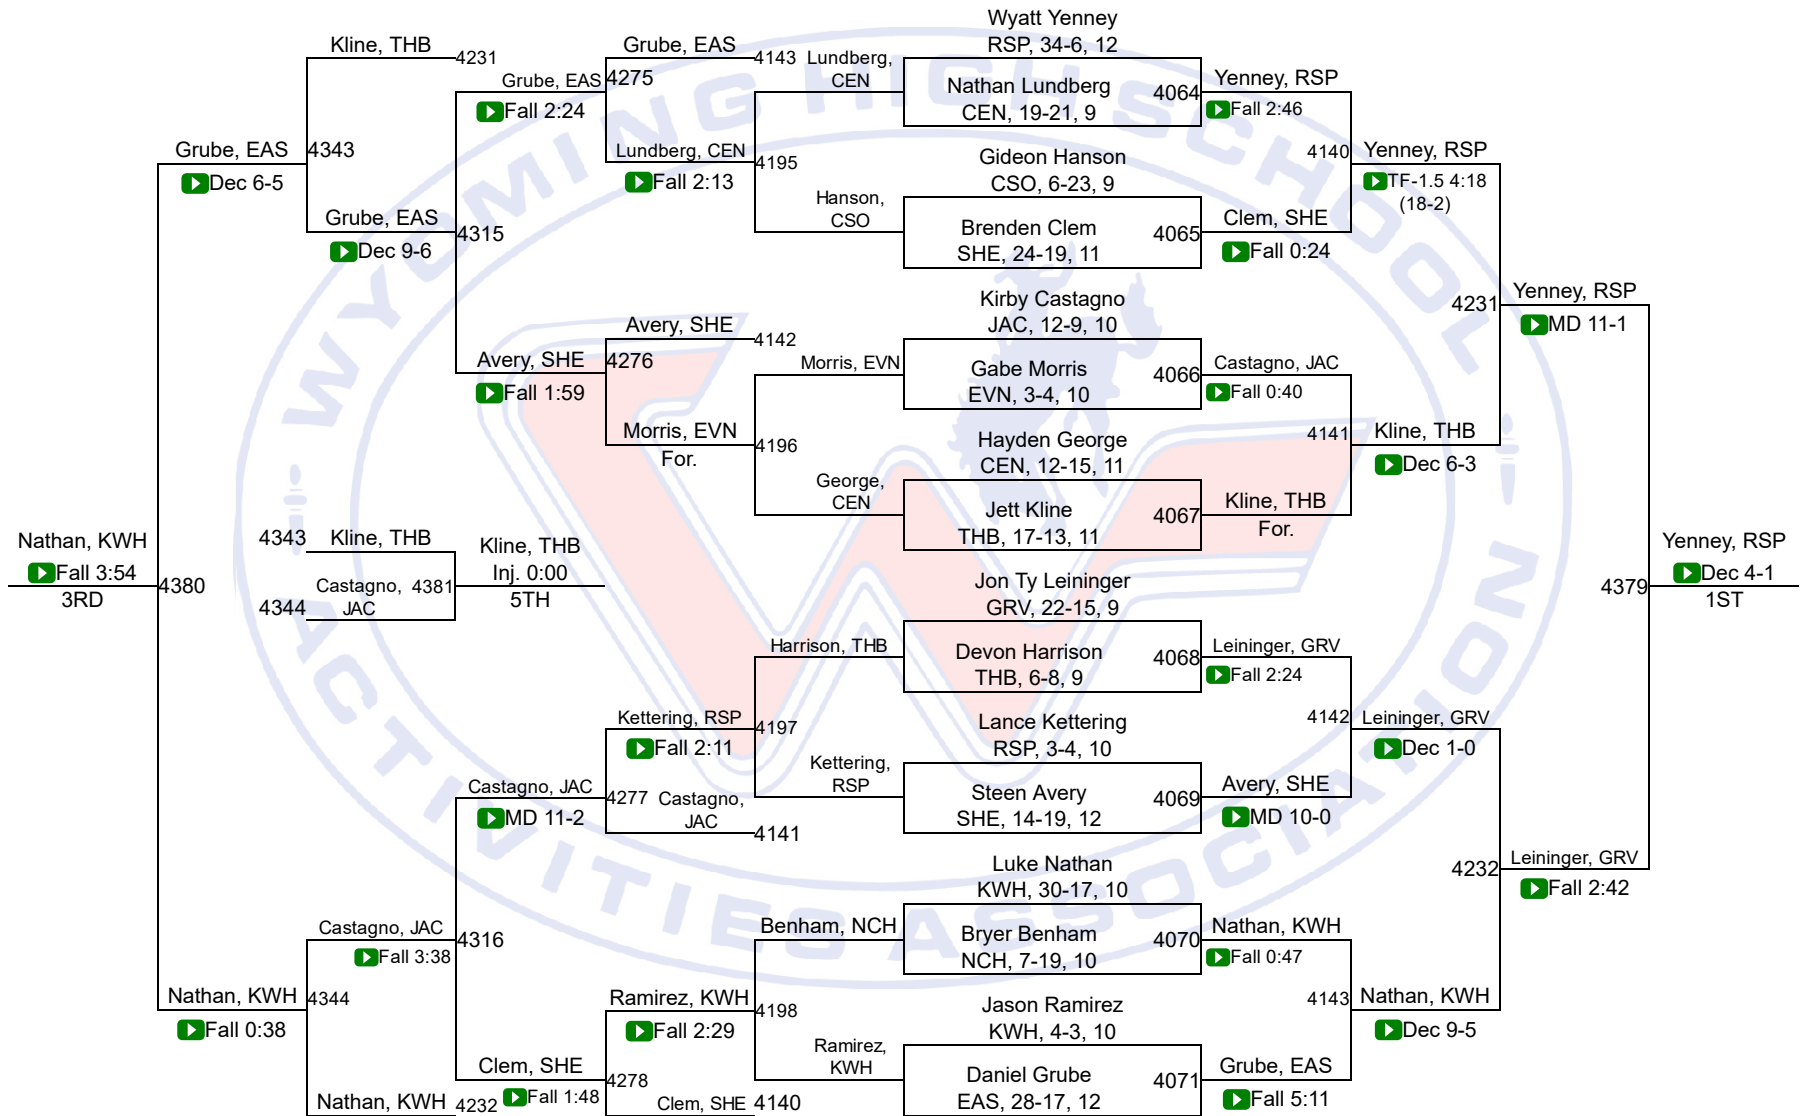 Wyatt Yenney
RSP, 34-6, 12
Nathan Lundberg
CEN, 19-21, 9
4064
Gideon Hanson
CSO, 6-23, 9
Brenden Clem
SHE, 24-19, 11
4065
Kirby Castagno
JAC, 12-9, 10
Gabe Morris
EVN, 3-4, 10
4066
Hayden George
CEN, 12-15, 11
Jett Kline
THB, 17-13, 11
4067
Jon Ty Leininger
GRV, 22-15, 9
Devon Harrison
THB, 6-8, 9
4068
Lance Kettering
RSP, 3-4, 10
Steen Avery
SHE, 14-19, 12
4069
Luke Nathan
KWH, 30-17, 10
Bryer Benham
NCH, 7-19, 10
4070
Jason Ramirez
KWH, 4-3, 10
Daniel Grube
EAS, 28-17, 12
4071
Yenney, RSP
Fall 2:46
4140
Clem, SHE
Fall 0:24
Castagno, JAC
Fall 0:40
4141
Kline, THB
For.
Leininger, GRV
Fall 2:24
4142
Avery, SHE
MD 10-0
Nathan, KWH
Fall 0:47
4143
Grube, EAS
Fall 5:11
Yenney, RSP
TF-1.5 4:18
(18-2)
4231
Kline, THB
Dec 6-3
Leininger, GRV
Dec 1-0
4232
Nathan, KWH
Dec 9-5
Yenney, RSP
MD 11-1
4379
Leininger, GRV
Fall 2:42
Yenney, RSP
Dec 4-1
1ST
Lundberg,
CEN
4195
Hanson,
CSO
Morris, EVN
4196
George,
CEN
Harrison, THB
4197
Kettering,
RSP
Benham, NCH
4198
Ramirez,
KWH
Grube, EAS
4143
4275
Lundberg, CEN
Fall 2:13
Avery, SHE
4142
4276
Morris, EVN
For.
Kettering, RSP
Fall 2:11
4277
Castagno,
JAC
4141
Ramirez, KWH
Fall 2:29
4278
Clem, SHE
4140
Grube, EAS
Fall 2:24
4315
Avery, SHE
Fall 1:59
Castagno, JAC
MD 11-2
4316
Clem, SHE
Fall 1:48
Kline, THB
4231
4343
Grube, EAS
Dec 9-6
Castagno, JAC
Fall 3:38
4344
Nathan, KWH
4232
Grube, EAS
Dec 6-5
4380
Nathan, KWH
Fall 0:38
Nathan, KWH
Fall 3:54
3RD
4343
Kline, THB
4381
4344
Castagno,
JAC
Kline, THB
Inj. 0:00
5TH
WYOMING HIGH SCHOOL
ACTIVITIES ASSOCIATION